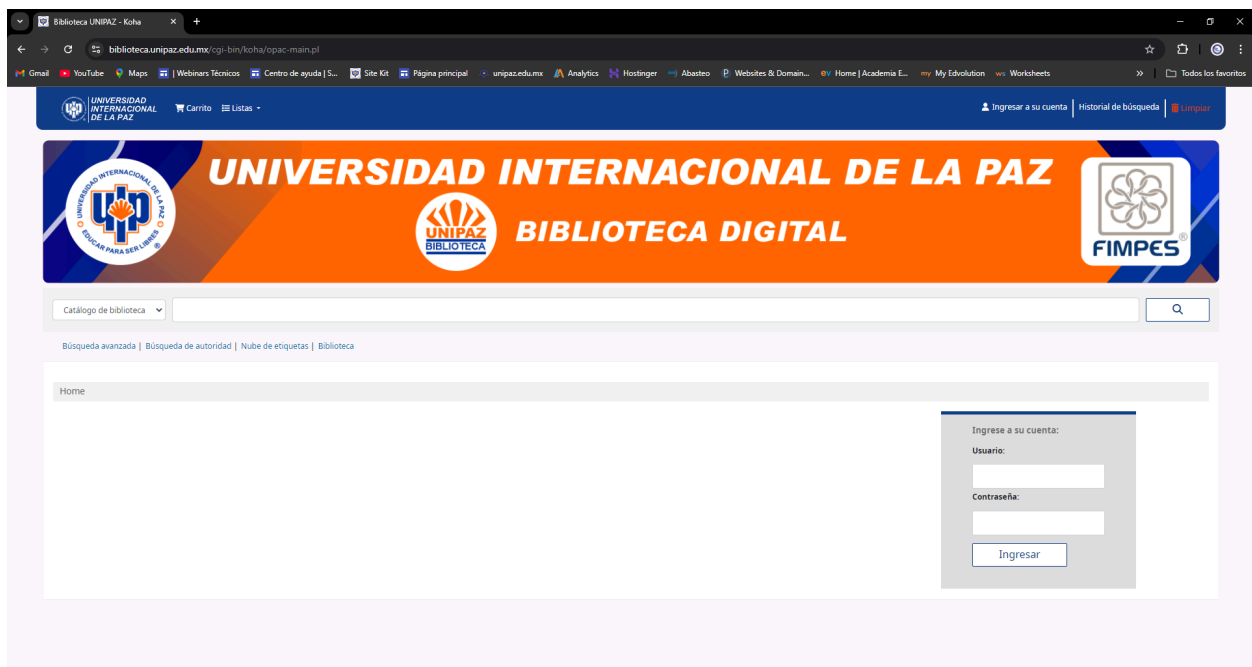 Biblioteca UNIPAZ - Koha
biblioteca.unipaz.edu.mx/cgi-bin/koha/opac-main.pl
Gmail YouTube Maps | Webinars Técnicos Centro de ayuda | S... Site Kit Página principal unipaz.edu.mx Analytics Hostinger Abasteo Websites & Domain... Home | Academia E... My Edvolution Worksheets » Todos los favoritos
UNIVERSIDAD
INTERNACIONAL
DE LA PAZ
Carrito Listas
Ingresar a su cuenta Historial de búsqueda Limpiar
UNIVERSIDAD INTERNACIONAL DE LA PAZ
uip
EDUCAR PARA SER LIBRES
®
UNIVERSIDAD INTERNACIONAL DE LA PAZ
UNIPAZ
BIBLIOTECA
BIBLIOTECA DIGITAL
FIMPES®
Catálogo de biblioteca
Búsqueda avanzada | Búsqueda de autoridad | Nube de etiquetas | Biblioteca
Home
Ingrese a su cuenta:
Usuario:
Contraseña:
Ingresar